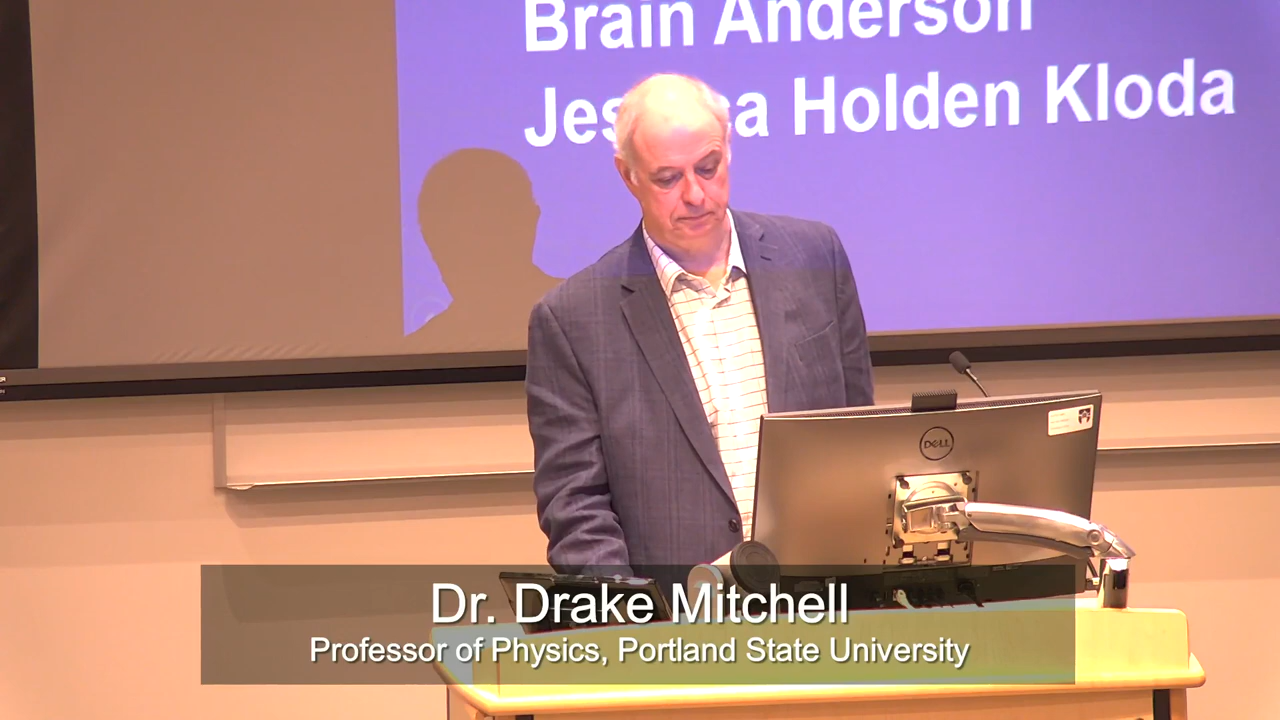 Brain Anderson
Holden Kloda
DELL
Dr. Drake Mitchell
Professor of Physics, Portland State University